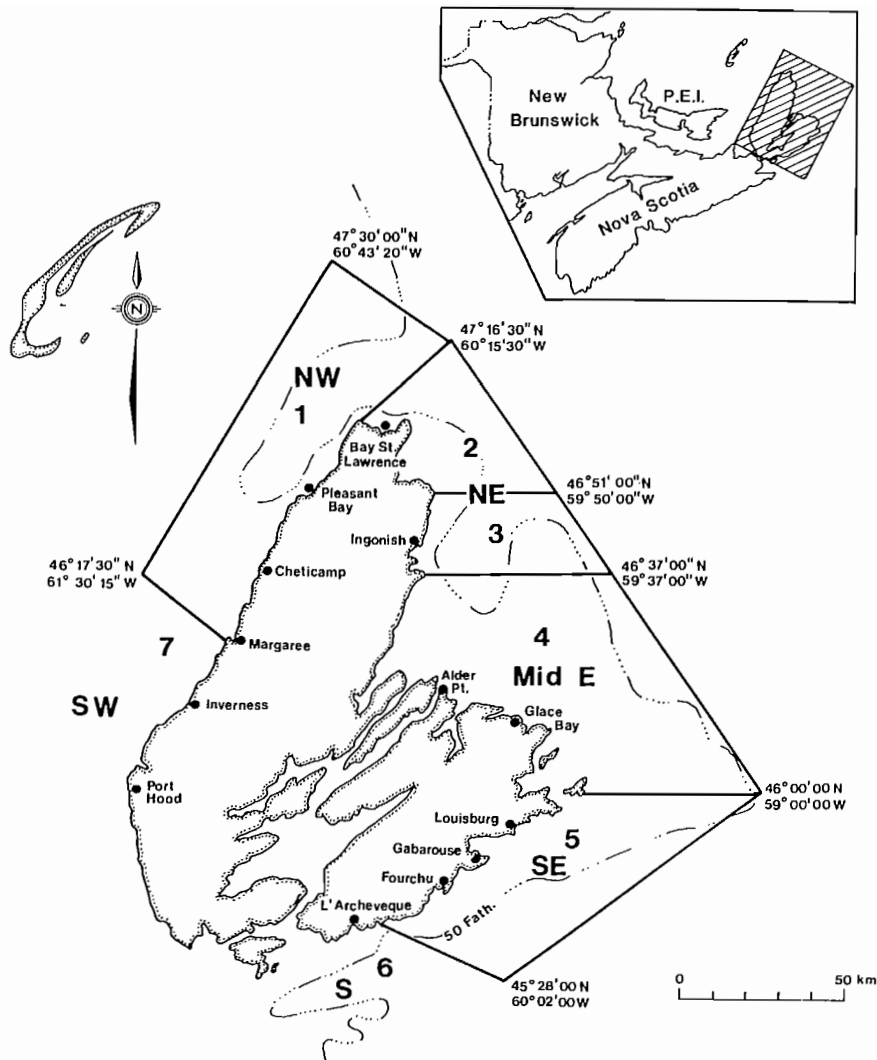 New
Brunswick
P.E.I.
Nova Scotia
N
47° 30' 00" N
60° 43' 20" W
47° 16' 30" N
60° 15' 30" W
NW
1
Bay St.
Lawrence
2
Pleasant
Bay
NE
46° 51' 00" N
59° 50' 00" W
3
Ingonish
46° 17' 30" N
61° 30' 15" W
Cheticamp
46° 37' 00" N
59° 37' 00" W
7
Margaree
4
SW
Inverness
Alder
Pt.
Mid E
Glace
Bay
Port
Hood
46° 00' 00 N
59° 00' 00 W
Louisburg
5
Gabarouse
SE
Fourchu
L'Archeveque
50 Fath.
6
S
45° 28' 00 N
60° 02' 00 W
0 50 km